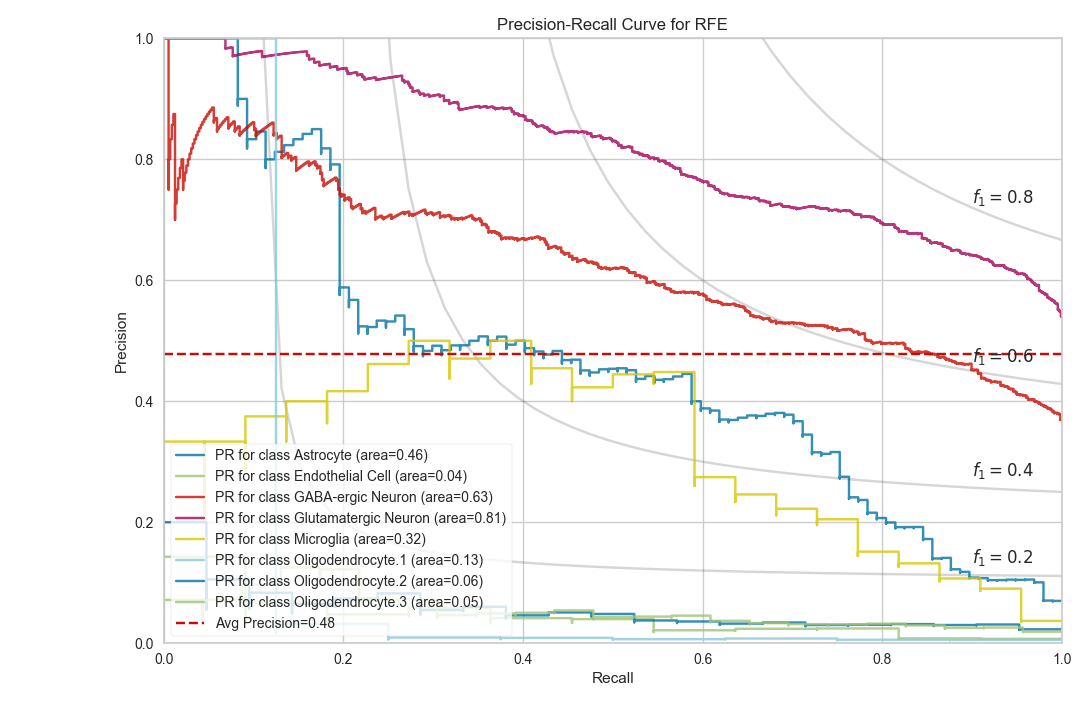 Precision-Recall Curve for RFE
1.0
0.8
0.6
0.4
0.2
0.0
Precision
f1 = 0.8
f1 = 0.6
f1 = 0.4
f1 = 0.2
PR for class Astrocyte (area=0.46)
PR for class Endothelial Cell (area=0.04)
PR for class GABA-ergic Neuron (area=0.63)
PR for class Glutamatergic Neuron (area=0.81)
PR for class Microglia (area=0.32)
PR for class Oligodendrocyte.1 (area=0.13)
PR for class Oligodendrocyte.2 (area=0.06)
PR for class Oligodendrocyte.3 (area=0.05)
Avg Precision=0.48
0.0 0.2 0.4 0.6 0.8 1.0
Recall